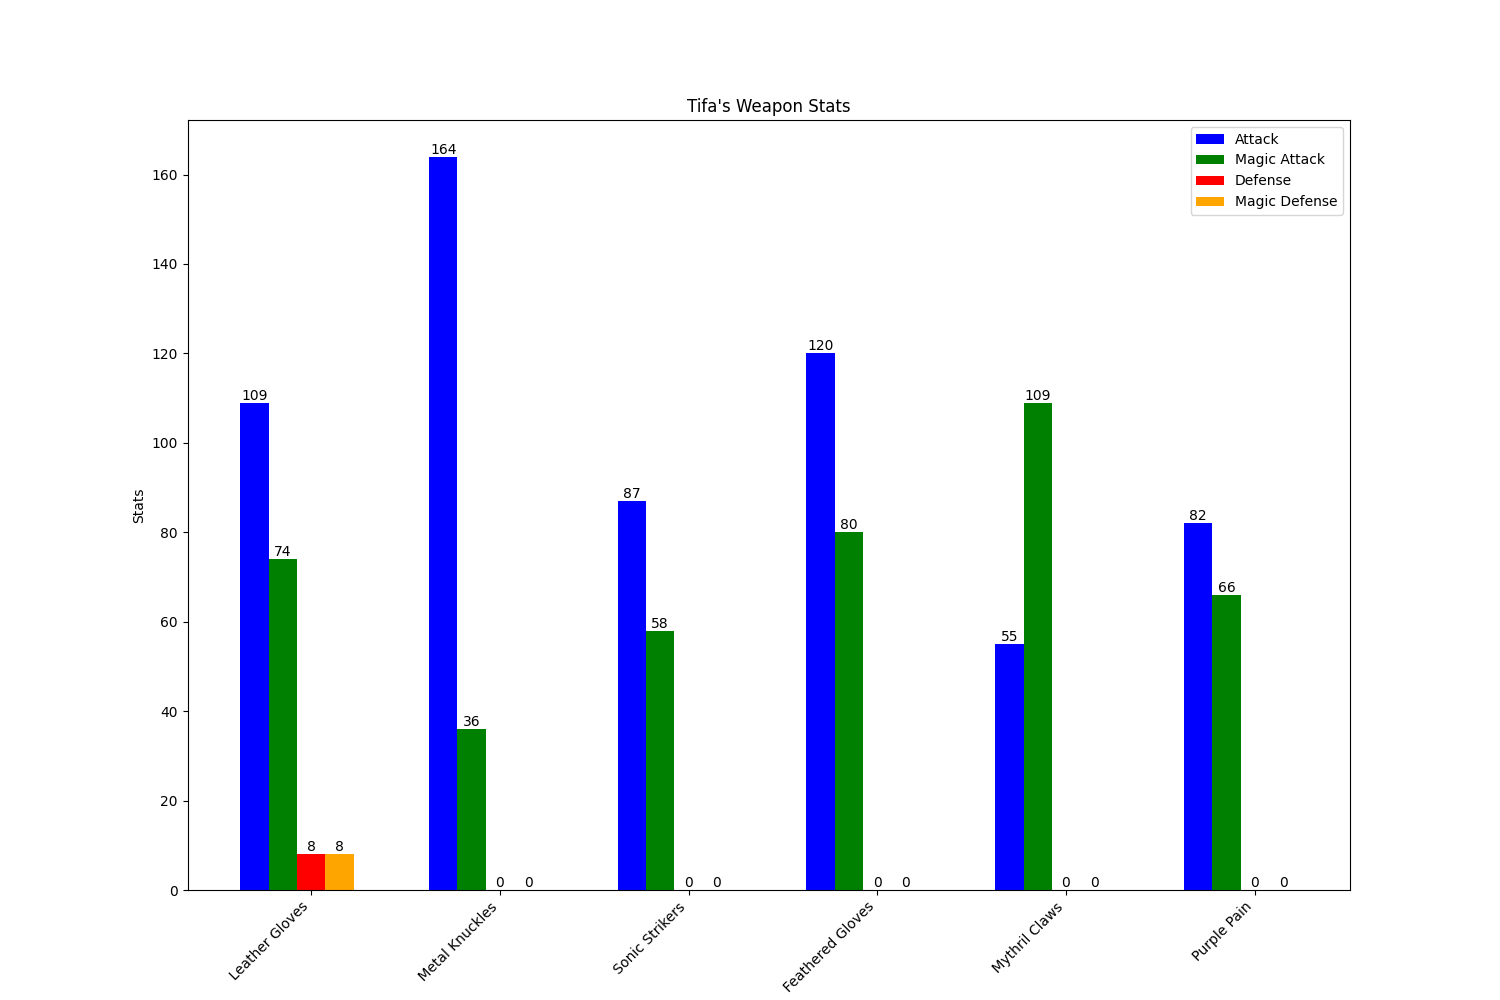 Tifa's Weapon Stats
Attack
Magic Attack
Defense
Magic Defense
Stats
160
140
120
100
80
60
40
20
0
109
74
8
8
164
36
0
0
87
58
0
0
120
80
0
0
55
109
0
0
82
66
0
0
Leather Gloves
Metal Knuckles
Sonic Strikers
Feathered Gloves
Mythril Claws
Purple Pain